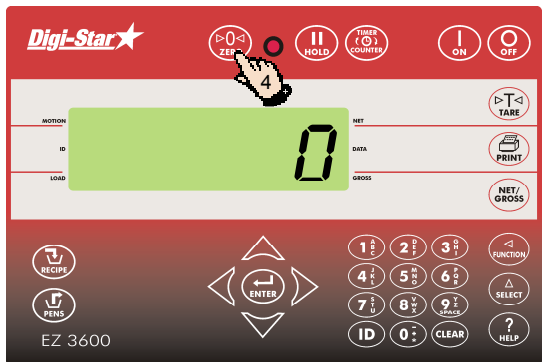 Digi-Star
0
ZERO
HOLD
TIMER
COUNTER
ON
OFF
4
T
TARE
MOTION
NET
0
ID
DATA
PRINT
LOAD
GROSS
NET/
GROSS
RECIPE
ENTER
1 A B C
2 D E F
3 G H I
FUNCTION
4 J K L
5 M N O
6 P Q R
SELECT
PENS
7 S T U
8 V W X
9 Y Z SPACE
ID
0 - * +
CLEAR
?
HELP
EZ 3600